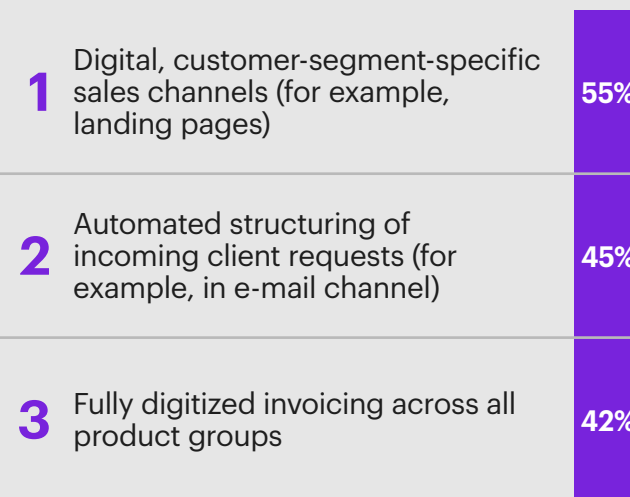 1
Digital, customer-segment-specific
sales channels (for example,
landing pages)
55%
2
Automated structuring of
incoming client requests (for
example, in e-mail channel)
45%
3
Fully digitized invoicing across all
product groups
42%